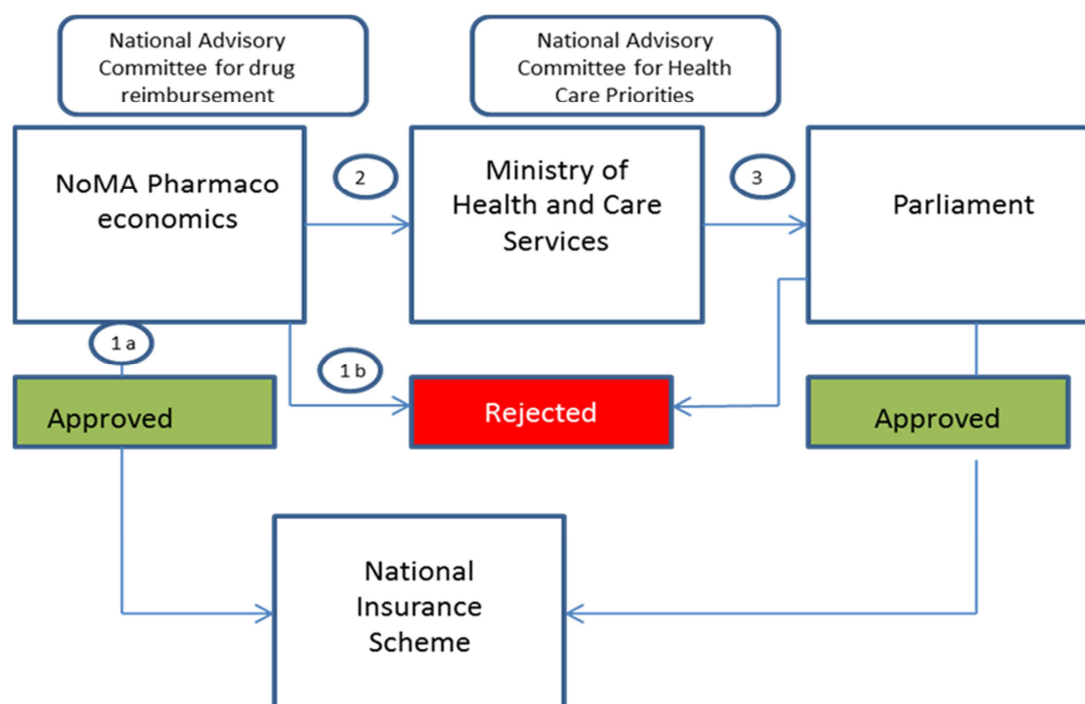 National Advisory
Committee for drug
reimbursement
National Advisory
Committee for Health
Care Priorities
NoMA Pharmaco
economics
2
Ministry of
Health and Care
Services
3
Parliament
1 a
1 b
Approved
Rejected
Approved
National
Insurance
Scheme